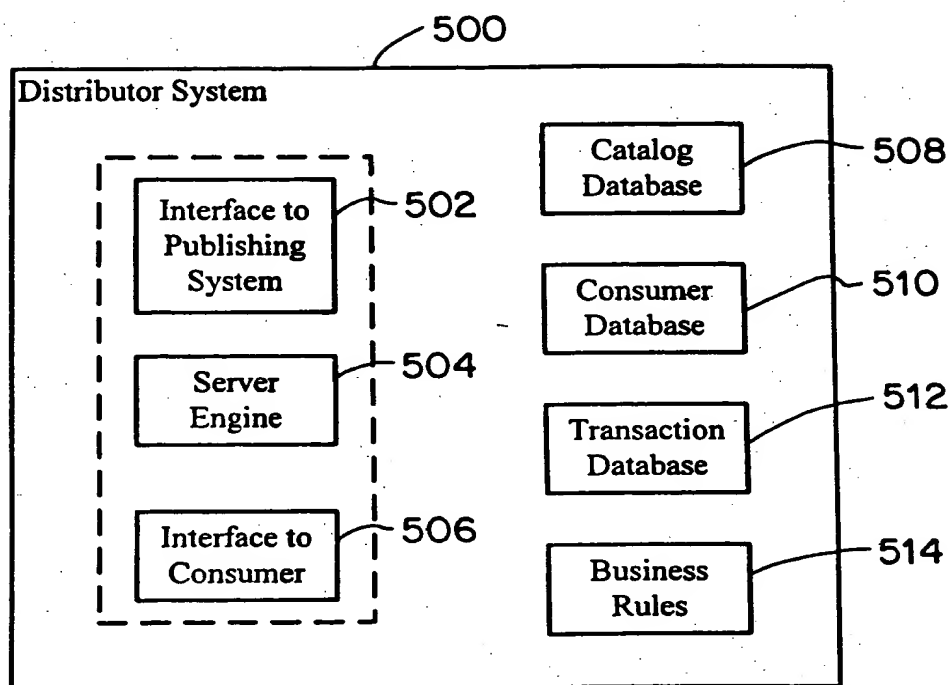 500
Distributor System
Interface to
Publishing
System
502
Server
Engine
504
Interface to
Consumer
506
Catalog
Database
508
Consumer
Database
510
Transaction
Database
512
Business
Rules
514